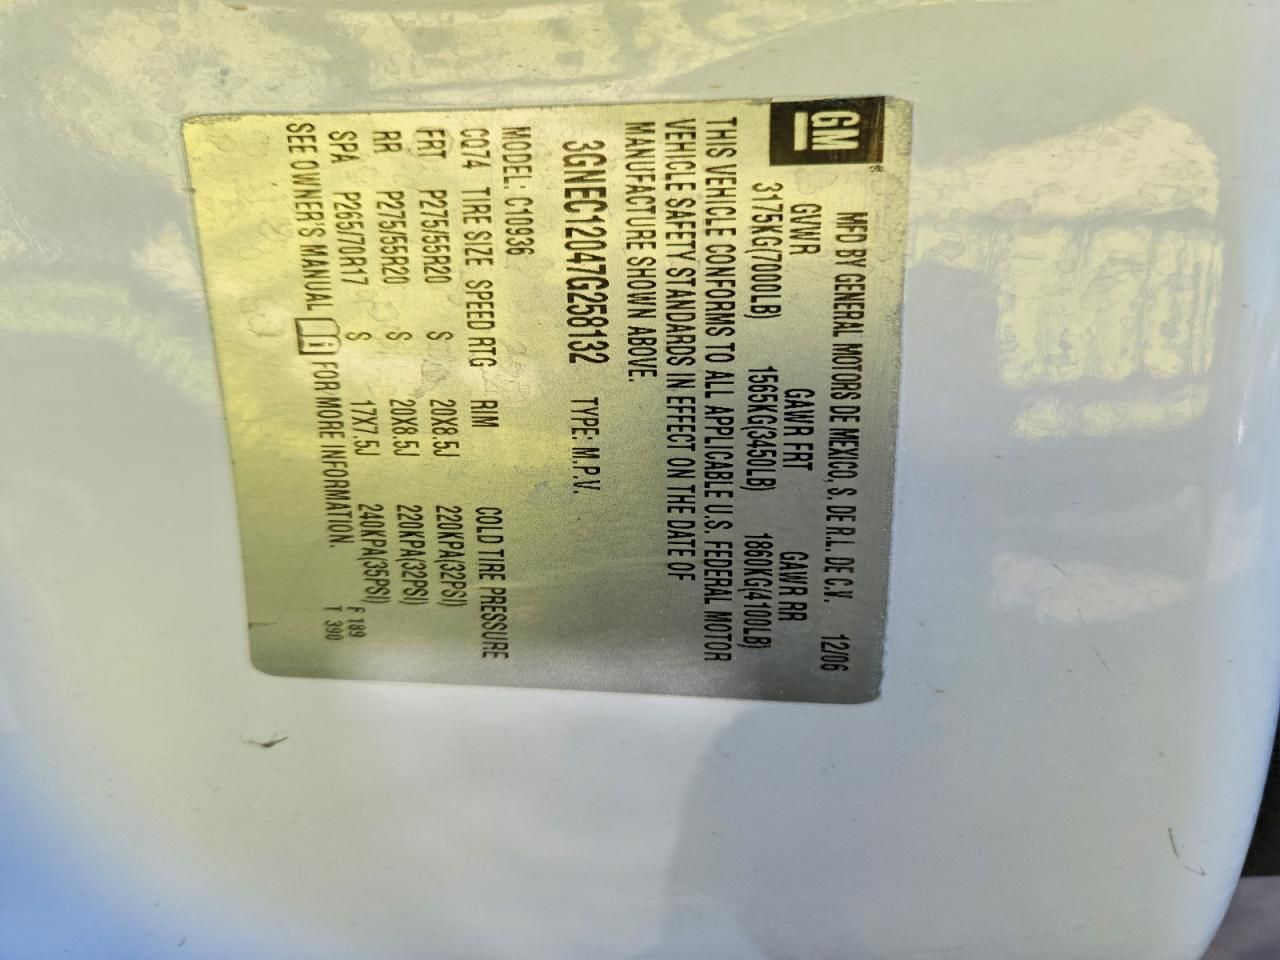 GM
MFD BY GENERAL MOTORS DE MEXICO, S. DE R.L. DE C.V. 12/06
GVWR GAWR FRT GAWR RR
3175KG(7000LB) 1565KG(3450LB) 1860KG(4100LB)
THIS VEHICLE CONFORMS TO ALL APPLICABLE U.S. FEDERAL MOTOR
VEHICLE SAFETY STANDARDS IN EFFECT ON THE DATE OF
MANUFACTURE SHOWN ABOVE.
3GNEC12047G258132 TYPE: M.P.V.
MODEL: C10936
CQ74 TIRE SIZE SPEED RTG RIM COLD TIRE PRESSURE
FRT P275/55R20 S 20X8.5J 220KPA(32PSI)
RR P275/55R20 S 20X8.5J 220KPA(32PSI)
SPA P265/70R17 S 17X7.5J 240KPA(35PSI)
SEE OWNER'S MANUAL FOR MORE INFORMATION.
F 189
T 390